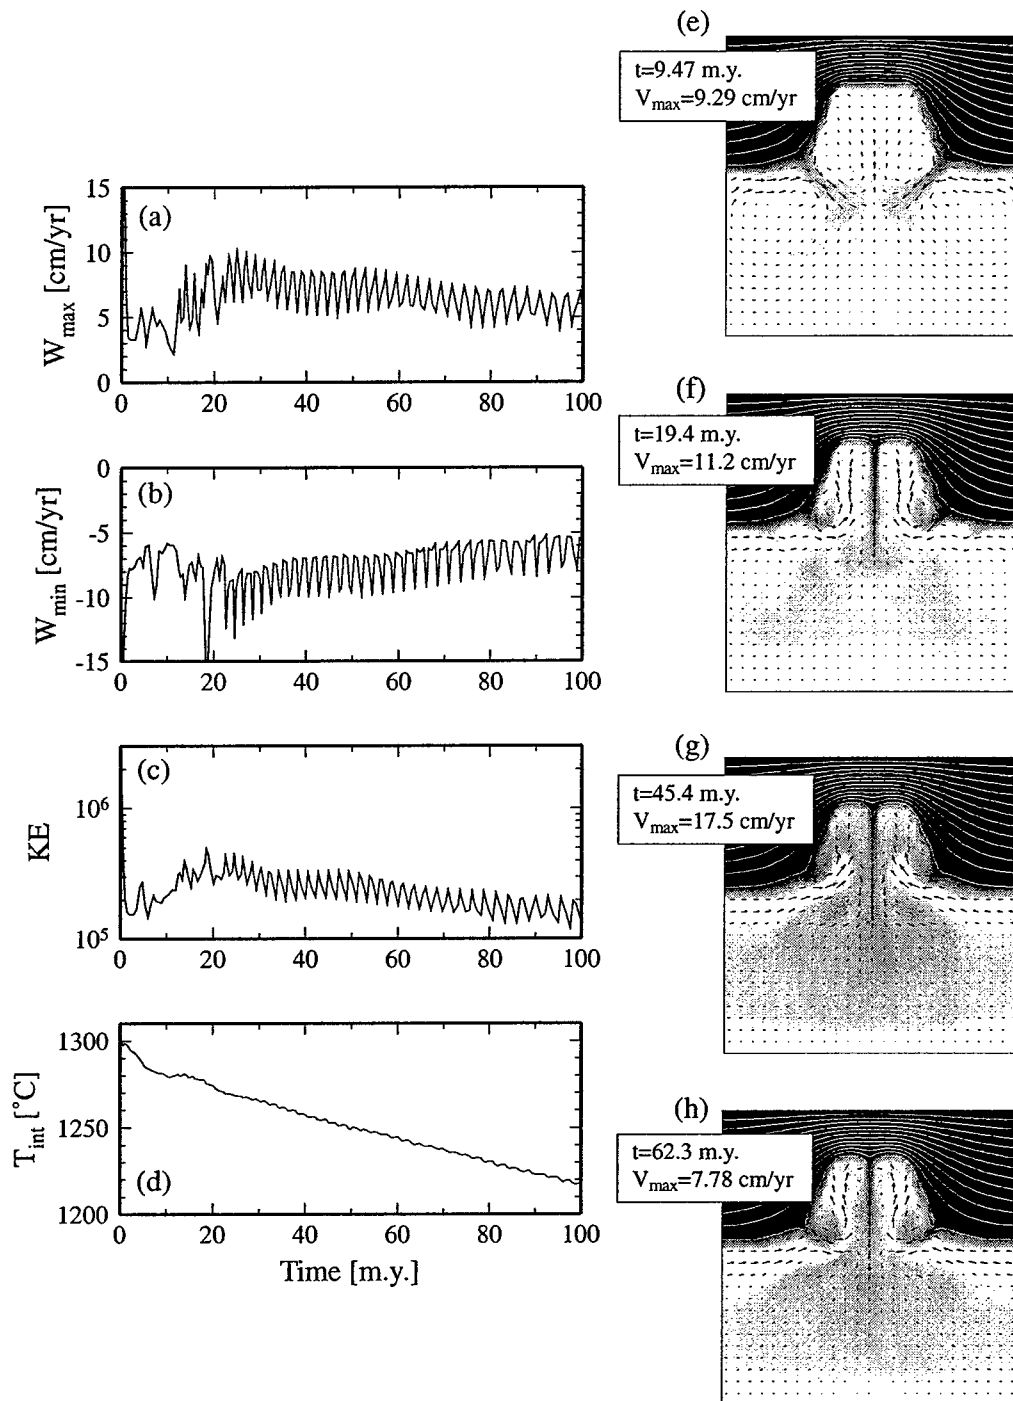 (a)
W_max [cm/yr]
15
10
5
0
0 20 40 60 80 100
(b)
W_min [cm/yr]
0
-5
-10
-15
0 20 40 60 80 100
(c)
KE
10^6
10^5
0 20 40 60 80 100
(d)
T_int [°C]
1300
1250
1200
0 20 40 60 80 100
Time [m.y.]
(e)
t=9.47 m.y.
V_max=9.29 cm/yr
(f)
t=19.4 m.y.
V_max=11.2 cm/yr
(g)
t=45.4 m.y.
V_max=17.5 cm/yr
(h)
t=62.3 m.y.
V_max=7.78 cm/yr